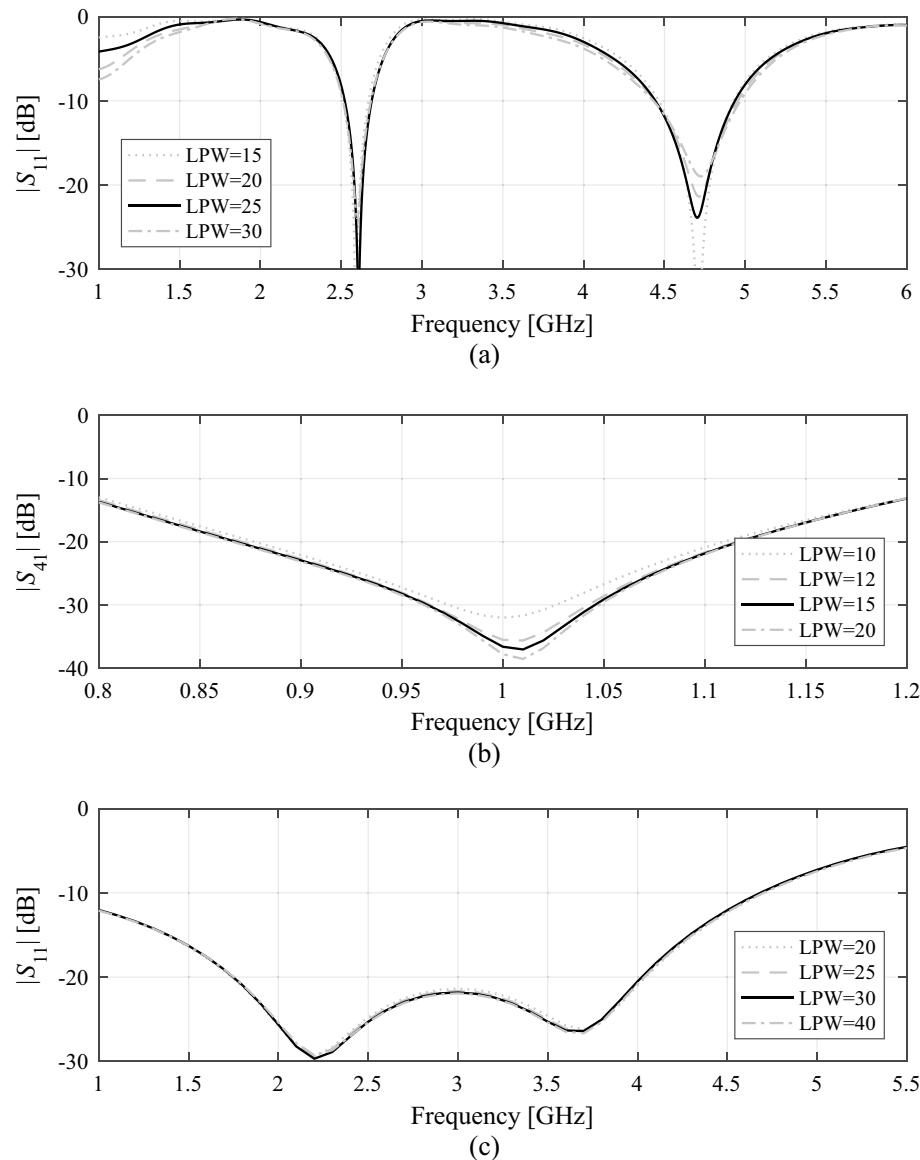 0
-10
-20
-30
|S11| [dB]
LPW=15
LPW=20
LPW=25
LPW=30
1 1.5 2 2.5 3 3.5 4 4.5 5 5.5 6
Frequency [GHz]
(a)
0
-10
-20
-30
-40
|S41| [dB]
LPW=10
LPW=12
LPW=15
LPW=20
0.8 0.85 0.9 0.95 1 1.05 1.1 1.15 1.2
Frequency [GHz]
(b)
0
-10
-20
-30
|S11| [dB]
LPW=20
LPW=25
LPW=30
LPW=40
1 1.5 2 2.5 3 3.5 4 4.5 5 5.5
Frequency [GHz]
(c)